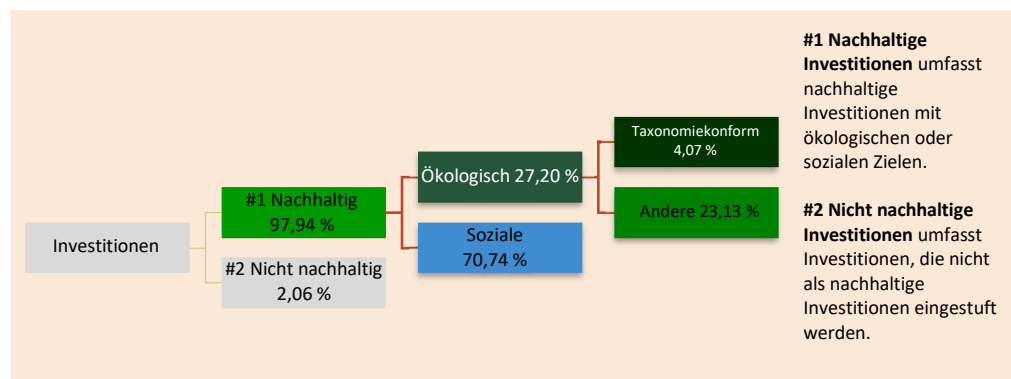 Investitionen
#1 Nachhaltig
97,94 %
#2 Nicht nachhaltig
2,06 %
Ökologisch 27,20 %
Soziale
70,74 %
Taxonomiekonform
4,07 %
Andere 23,13 %
#1 Nachhaltige
Investitionen umfasst
nachhaltige
Investitionen mit
ökologischen oder
sozialen Zielen.
#2 Nicht nachhaltige
Investitionen umfasst
Investitionen, die nicht
als nachhaltige
Investitionen eingestuft
werden.